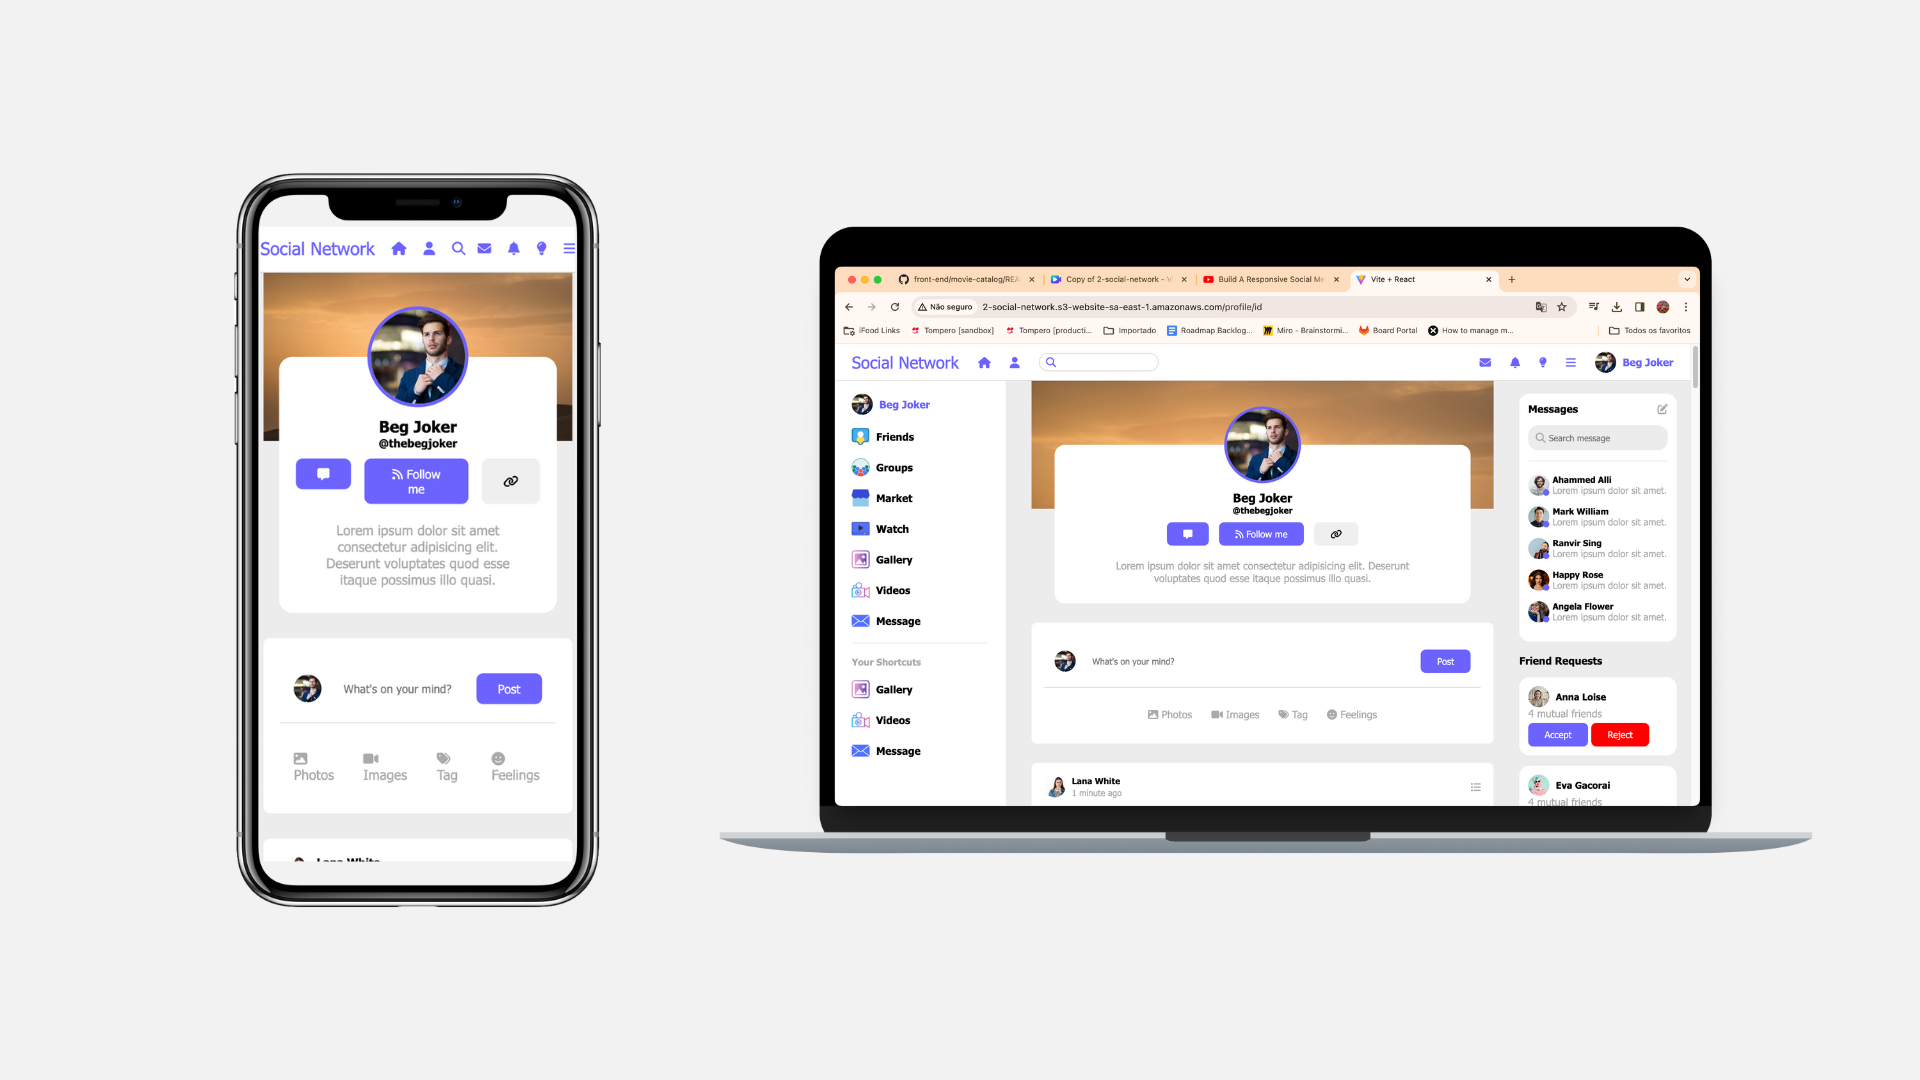 Social Network
Beg Joker
@thebegjoker
Follow
me
Lorem ipsum dolor sit amet
consectetur adipisicing elit.
Deserunt voluptates quod esse
itaque possimus illo quasi.
What's on your mind?
Post
Photos
Images
Tag
Feelings
Lana White
front-end/movie-catalog/REA
Copy of 2-social-network - Vi
Build A Responsive Social Me
Vite + React
Não seguro
2-social-network.s3-website-sa-east-1.amazonaws.com/profile/id
iFood Links
Tompero [sandbox]
Tompero [producti...
Importado
Roadmap Backlog...
Miro - Brainstormi...
Board Portal
How to manage m...
Todos os favoritos
Social Network
Beg Joker
Beg Joker
Friends
Groups
Market
Watch
Gallery
Videos
Message
Your Shortcuts
Gallery
Videos
Message
Beg Joker
@thebegjoker
Follow me
Lorem ipsum dolor sit amet consectetur adipisicing elit. Deserunt
voluptates quod esse itaque possimus illo quasi.
What's on your mind?
Post
Photos
Images
Tag
Feelings
Lana White
1 minute ago
Messages
Search message
Ahammed Alli
Lorem ipsum dolor sit amet.
Mark William
Lorem ipsum dolor sit amet.
Ranvir Sing
Lorem ipsum dolor sit amet.
Happy Rose
Lorem ipsum dolor sit amet.
Angela Flower
Lorem ipsum dolor sit amet.
Friend Requests
Anna Loise
4 mutual friends
Accept
Reject
Eva Gacorai
4 mutual friends